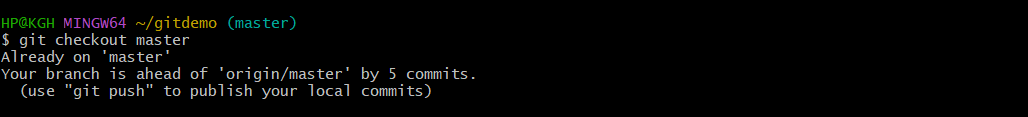 HP@KGH MINGW64 ~/gitdemo (master)
$ git checkout master
Already on 'master'
Your branch is ahead of 'origin/master' by 5 commits.
  (use "git push" to publish your local commits)